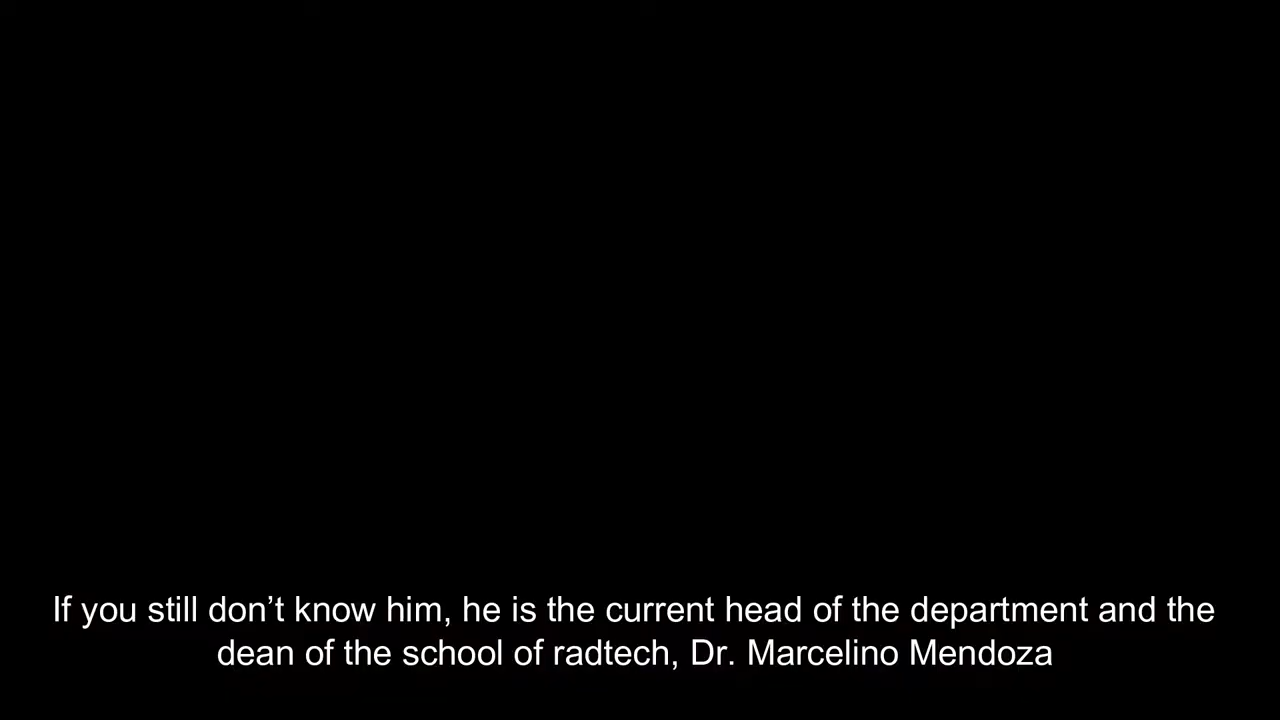 If you still don’t know him, he is the current head of the department and the
dean of the school of radtech, Dr. Marcelino Mendoza